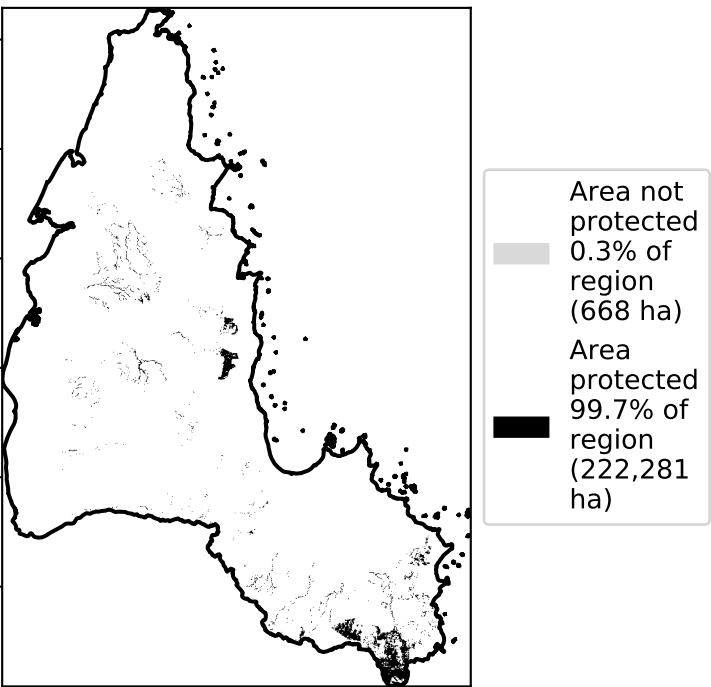 Area not
protected
0.3% of
region
(668 ha)
Area
protected
99.7% of
region
(222,281
ha)